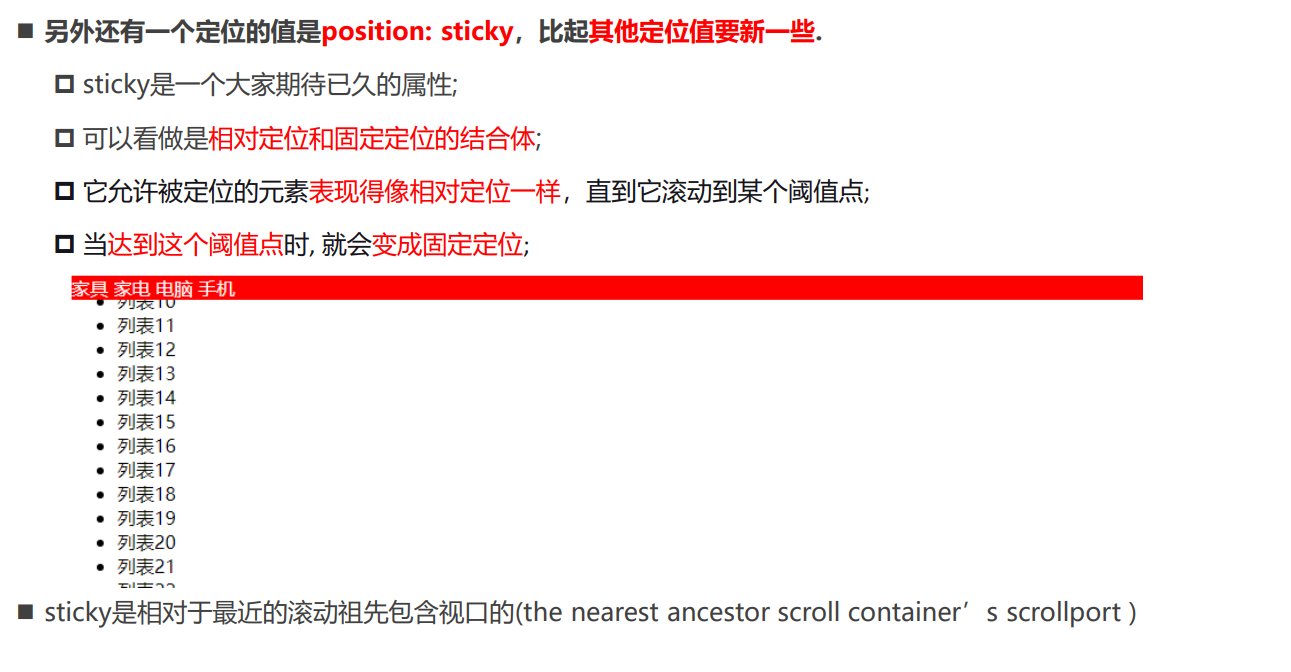 另外还有一个定位的值是position: sticky，比起其他定位值要新一些.
sticky是一个大家期待已久的属性;
可以看做是相对定位和固定定位的结合体;
它允许被定位的元素表现得像相对定位一样，直到它滚动到某个阈值点;
当达到这个阈值点时, 就会变成固定定位;
家具 家电 电脑 手机
列表10
列表11
列表12
列表13
列表14
列表15
列表16
列表17
列表18
列表19
列表20
列表21
sticky是相对于最近的滚动祖先包含视口的(the nearest ancestor scroll container’s scrollport )